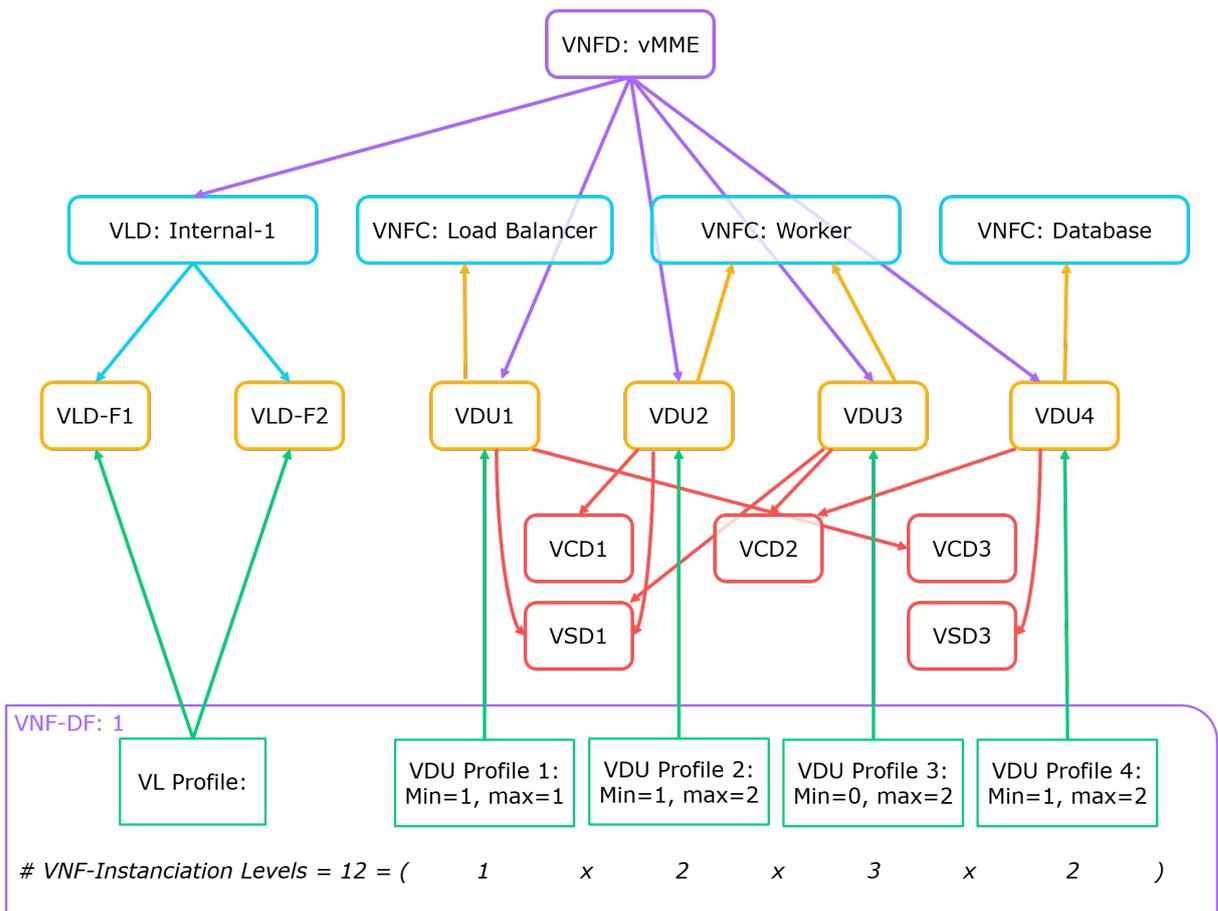 VNFD: vMME
VLD: Internal-1
VNFC: Load Balancer
VNFC: Worker
VNFC: Database
VLD-F1
VLD-F2
VDU1
VDU2
VDU3
VDU4
VCD1
VCD2
VCD3
VSD1
VSD3
VNF-DF: 1
VL Profile:
VDU Profile 1:
Min=1, max=1
VDU Profile 2:
Min=1, max=2
VDU Profile 3:
Min=0, max=2
VDU Profile 4:
Min=1, max=2
# VNF-Instanciation Levels = 12 = ( 1 x 2 x 3 x 2 )